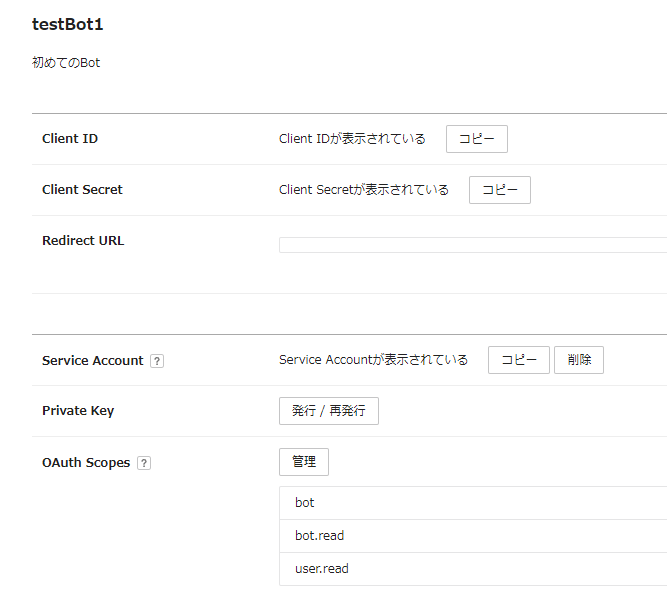 testBot1
初めてのBot
Client ID Client IDが表示されている コピー
Client Secret Client Secretが表示されている コピー
Redirect URL
Service Account ? Service Accountが表示されている コピー 削除
Private Key 発行 / 再発行
OAuth Scopes ? 管理
bot
bot.read
user.read